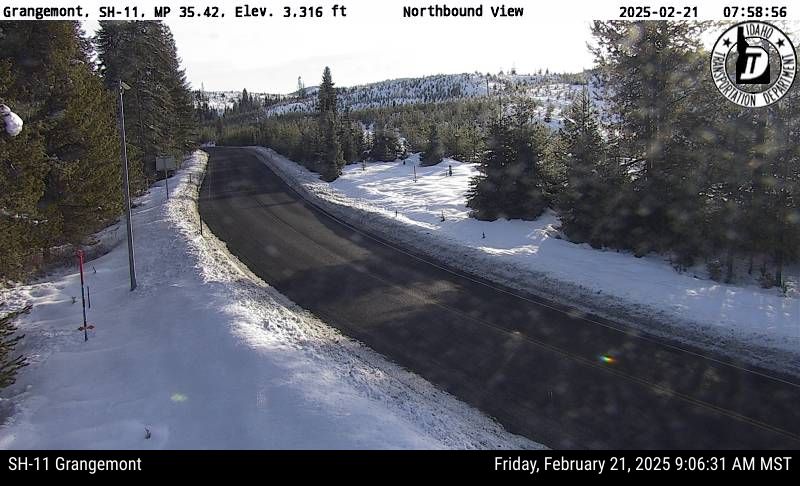 Grangemont, SH-11, MP 35.42, Elev. 3,316 ft Northbound View 2025-02-21 07:58:56
IDAHO
TRANSPORTATION DEPARTMENT
SH-11 Grangemont Friday, February 21, 2025 9:06:31 AM MST